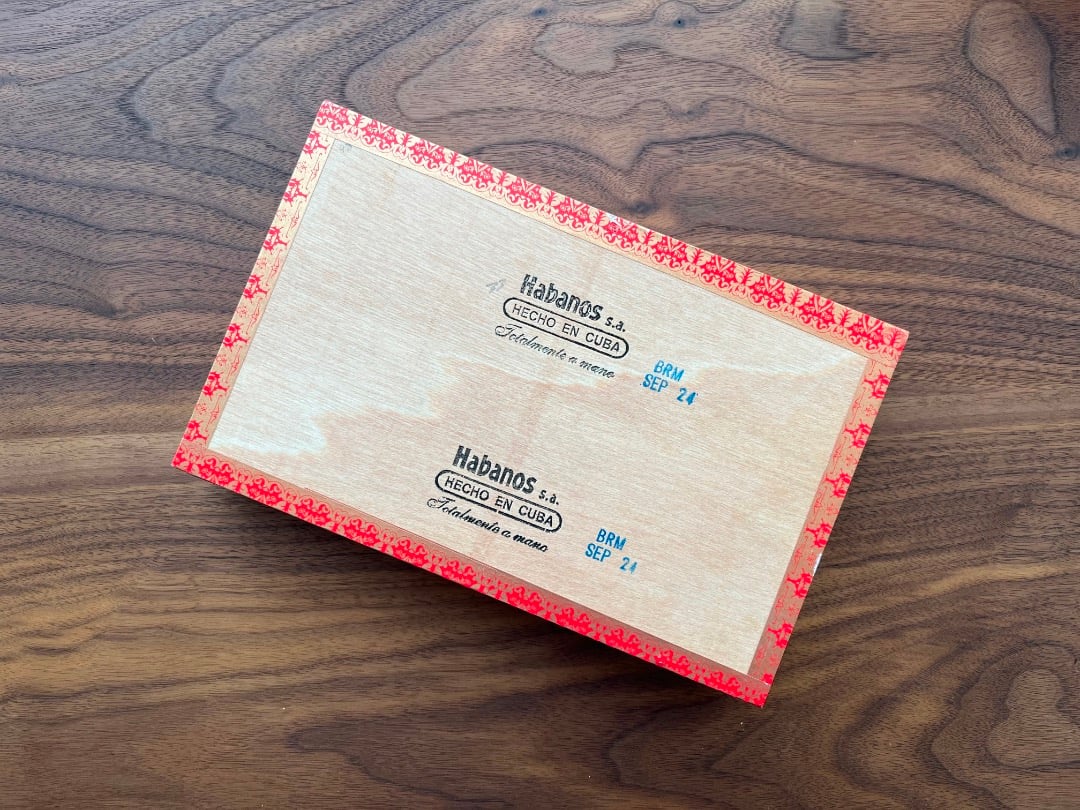 Habanos s.a.
HECHO EN CUBA
Totalmente a mano
BRM
SEP 24
Habanos s.a.
HECHO EN CUBA
Totalmente a mano
BRM
SEP 24